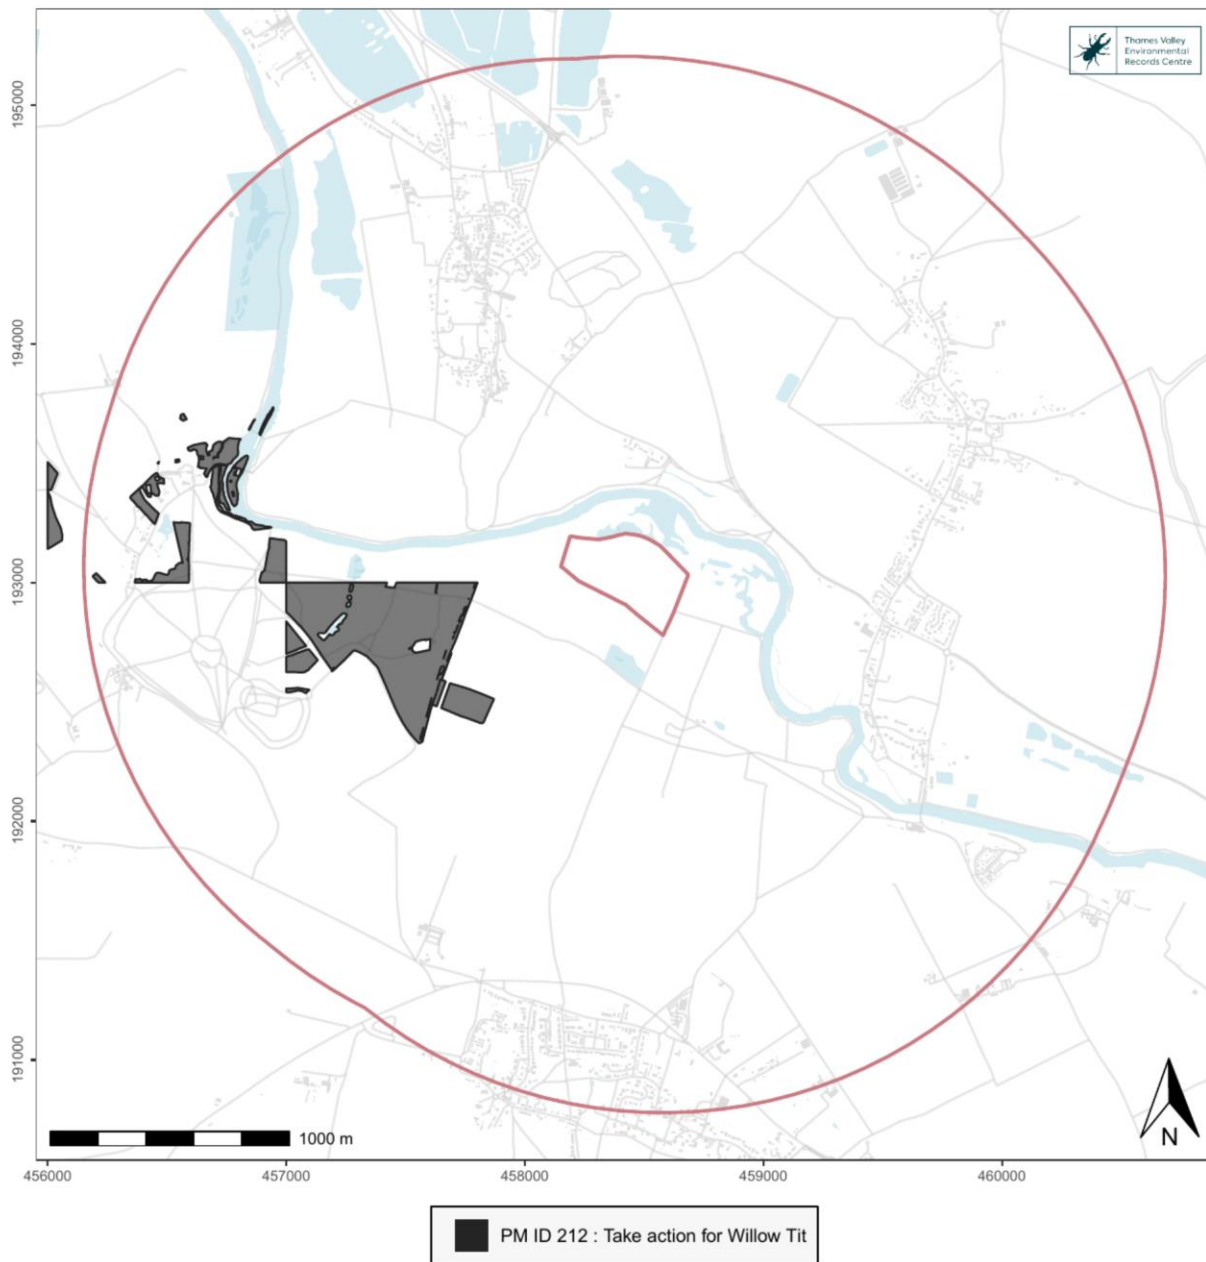 Thames Valley
Environmental
Records Centre
195000
194000
193000
192000
191000
1000 m
N
456000
457000
458000
459000
460000
PM ID 212 : Take action for Willow Tit